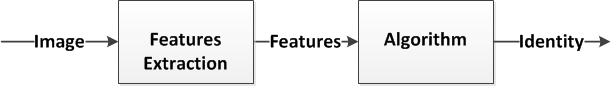 Image
Features
Extraction
Features
Algorithm
Identity